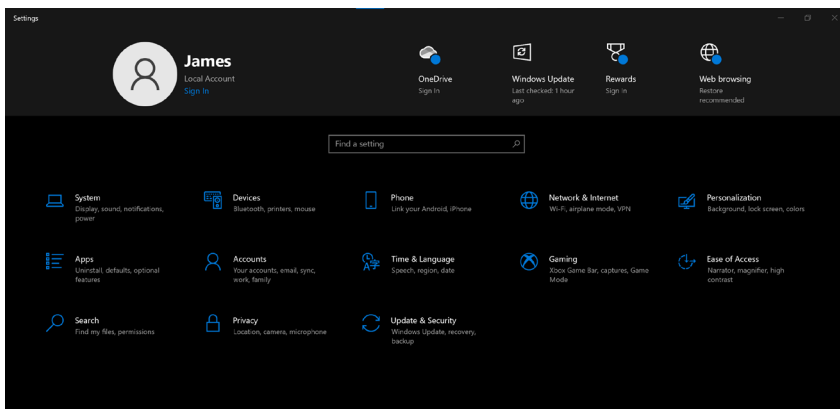 Settings
James
Local Account
Sign In
OneDrive
Sign In
Windows Update
Last checked: 1 hour
ago
Rewards
Sign in
Web browsing
Restore
recommended
Find a setting
System
Display, sound, notifications,
power
Devices
Bluetooth, printers, mouse
Phone
Link your Android, iPhone
Network & Internet
Wi-Fi, airplane mode, VPN
Personalization
Background, lock screen, colors
Apps
Uninstall, defaults, optional
features
Accounts
Your accounts, email, sync,
work, family
Time & Language
Speech, region, date
Gaming
Xbox Game Bar, captures, Game
Mode
Ease of Access
Narrator, magnifier, high
contrast
Search
Find my files, permissions
Privacy
Location, camera, microphone
Update & Security
Windows Update, recovery,
backup